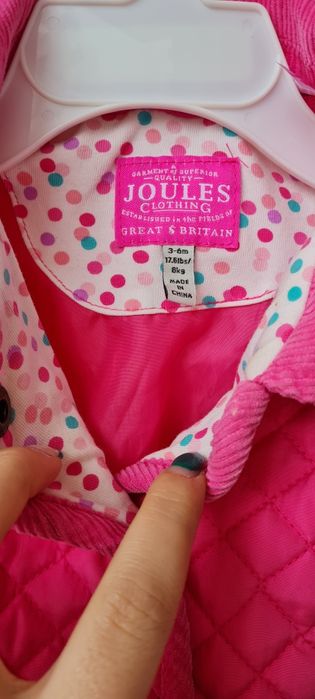 A
GARMENT of SUPERIOR
QUALITY
JOULES
CLOTHING
ESTABLISHED in the FIELDS OF
GREAT & BRITAIN
3-6m
17.6lbs/
8kg
MADE
IN
CHINA